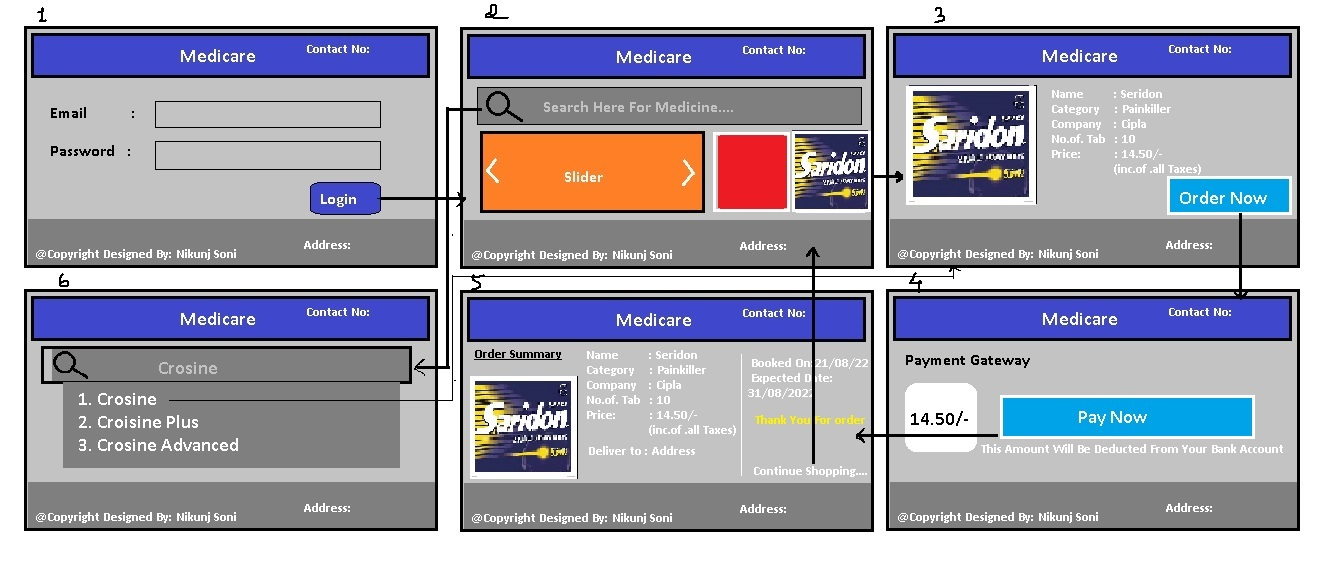 1
Medicare
Contact No:
Email :
Password :
Login
Address:
@Copyright Designed By: Nikunj Soni
2
Medicare
Contact No:
Search Here For Medicine....
Slider
Saridon
Address:
@Copyright Designed By: Nikunj Soni
3
Medicare
Contact No:
Saridon
Name : Seridon
Category : Painkiller
Company : Cipla
No.of. Tab : 10
Price: : 14.50/-
(inc.of .all Taxes)
Order Now
Address:
@Copyright Designed By: Nikunj Soni
6
Medicare
Contact No:
Crosine
1. Crosine
2. Croisine Plus
3. Crosine Advanced
Address:
@Copyright Designed By: Nikunj Soni
5
Medicare
Contact No:
Order Summary
Saridon
Name : Seridon
Category : Painkiller
Company : Cipla
No.of. Tab : 10
Price: : 14.50/-
(inc.of .all Taxes)
Deliver to : Address
Booked On:21/08/22
Expected Date:
31/08/2022
Thank You For order
Continue Shopping....
Address:
@Copyright Designed By: Nikunj Soni
4
Medicare
Contact No:
Payment Gateway
14.50/-
Pay Now
This Amount Will Be Deducted From Your Bank Account
Address:
@Copyright Designed By: Nikunj Soni